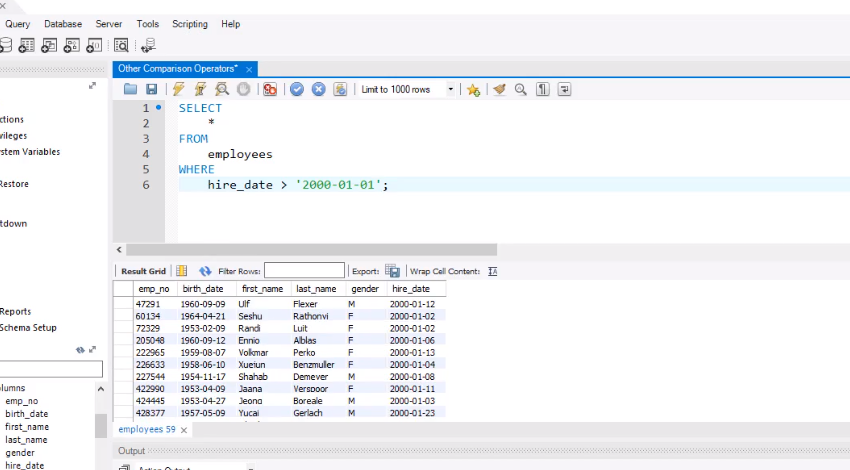 Query Database Server Tools Scripting Help
Other Comparison Operators*
Limit to 1000 rows
1 SELECT
2 *
3 FROM
4 employees
5 WHERE
6 hire_date > '2000-01-01';
ctions
vileges
stem Variables
Restore
tdown
Reports
Schema Setup
olumns
emp_no
birth_date
first_name
last_name
gender
hire_date
Result Grid Filter Rows: Export: Wrap Cell Content: IA
emp_no birth_date first_name last_name gender hire_date
47291 1960-09-09 Ulf Flexer M 2000-01-12
60134 1964-04-21 Seshu Rathonyi F 2000-01-02
72329 1953-02-09 Randi Luit F 2000-01-02
205048 1960-09-12 Ennio Alblas F 2000-01-06
222965 1959-08-07 Volkmar Perko F 2000-01-13
226633 1958-06-10 Xuejun Benzmuller F 2000-01-04
227544 1954-11-17 Shahab Demeyer M 2000-01-08
422990 1953-04-09 Jaana Verspoor F 2000-01-11
424445 1953-04-27 Jeong Boreale M 2000-01-03
428377 1957-05-09 Yucai Gerlach M 2000-01-23
employees 59
Output
Action Output